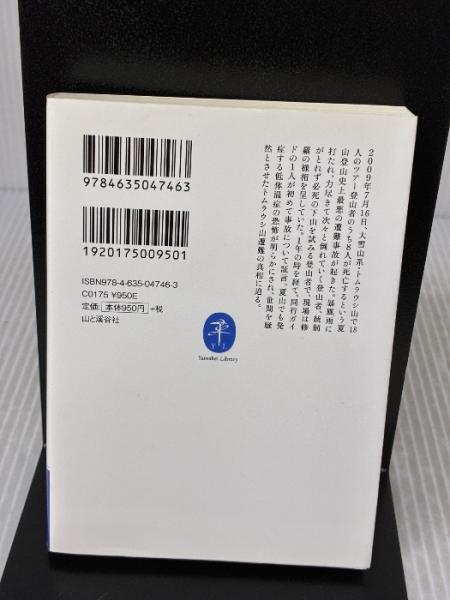 2009年7月16日、大雪山系・トムラウシ山で18
人のツアー登山者のうち8人が死亡するという夏
山登山史上最悪の遭難事故が起きた。暴風雨に
打たれ、力尽きて次々と倒れていく登山者、統制
がとれず必死の下山を試みる登山者で、現場は修
羅の様相を呈していた。1年の時を経て、同行ガイ
ドの1人が初めて事故について証言。夏山でも発
症する低体温症の恐怖が明らかにされ、世間を騒
然とさせたトムラウシ山遭難の真相に迫る。
9784635047463
1920175009501
ISBN978-4-635-04746-3
C0175 ¥950E
定価:本体950円+税
山と溪谷社
Y L
Yamakei Library